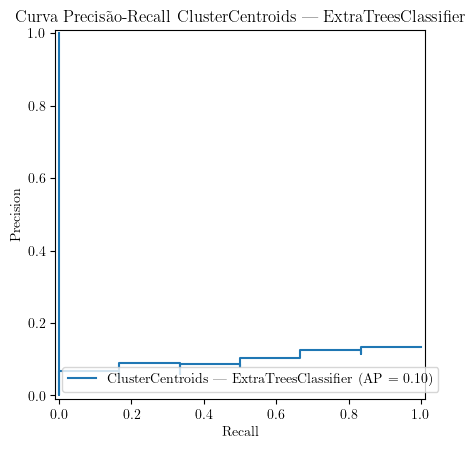 Curva Precisão-Recall ClusterCentroids — ExtraTreesClassifier
1.0
0.8
0.6
0.4
0.2
0.0
Precision
ClusterCentroids — ExtraTreesClassifier (AP = 0.10)
0.0 0.2 0.4 0.6 0.8 1.0
Recall